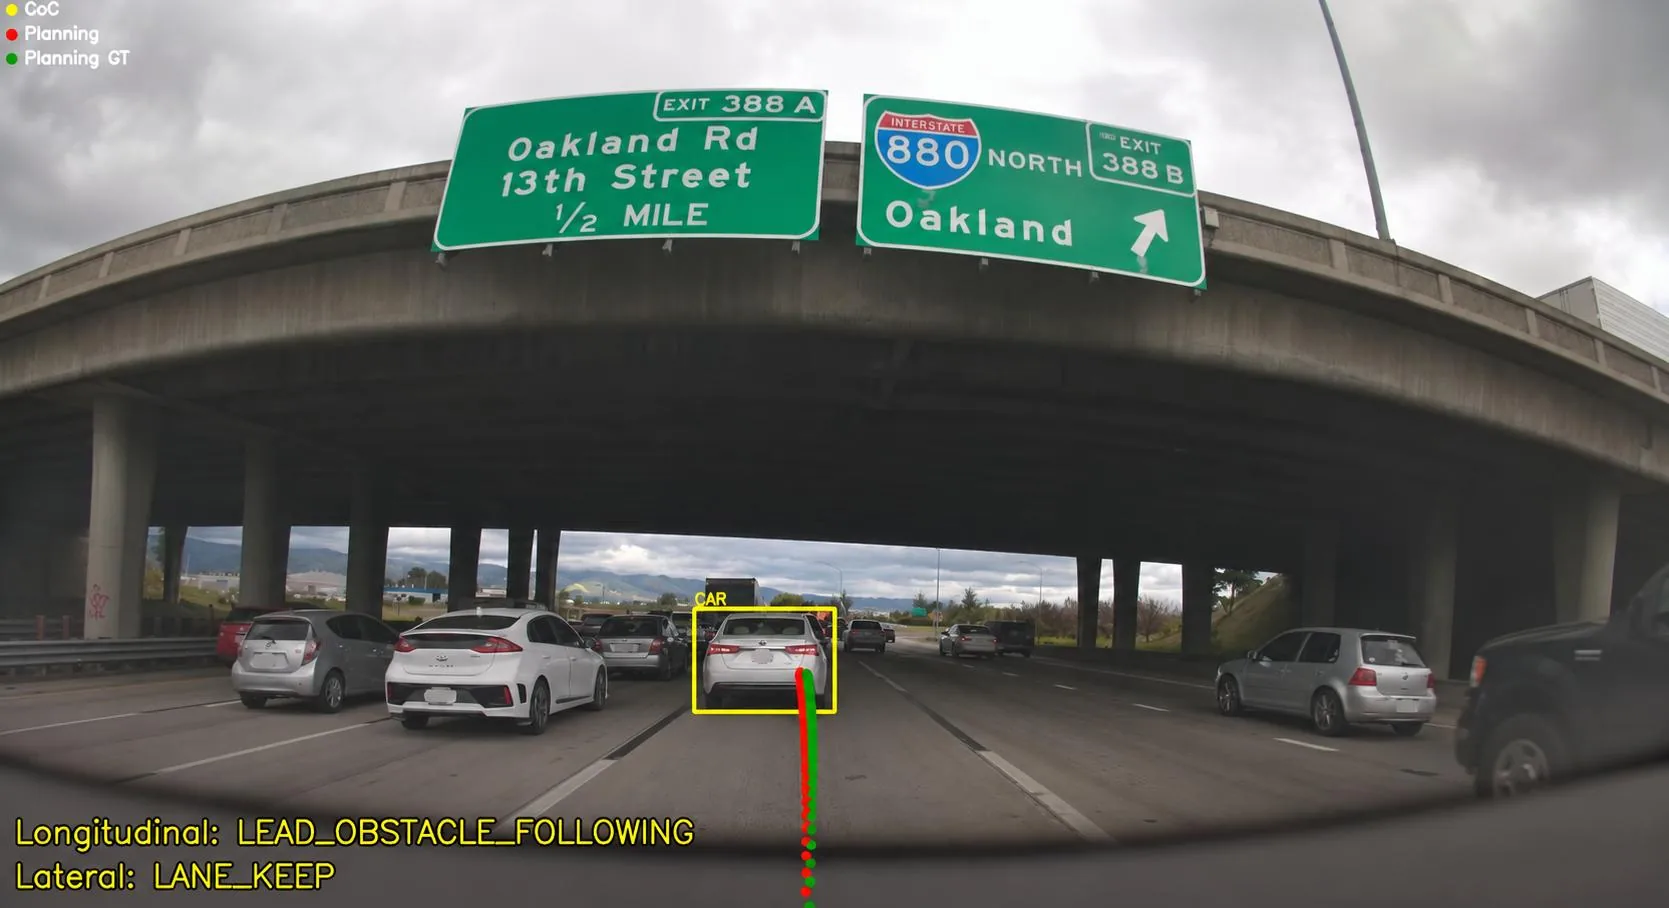 CoC
Planning
Planning GT
EXIT 388 A
Oakland Rd
13th Street
1/2 MILE
INTERSTATE
880
NORTH
EXIT
388 B
Oakland
CAR
Longitudinal: LEAD_OBSTACLE_FOLLOWING
Lateral: LANE_KEEP